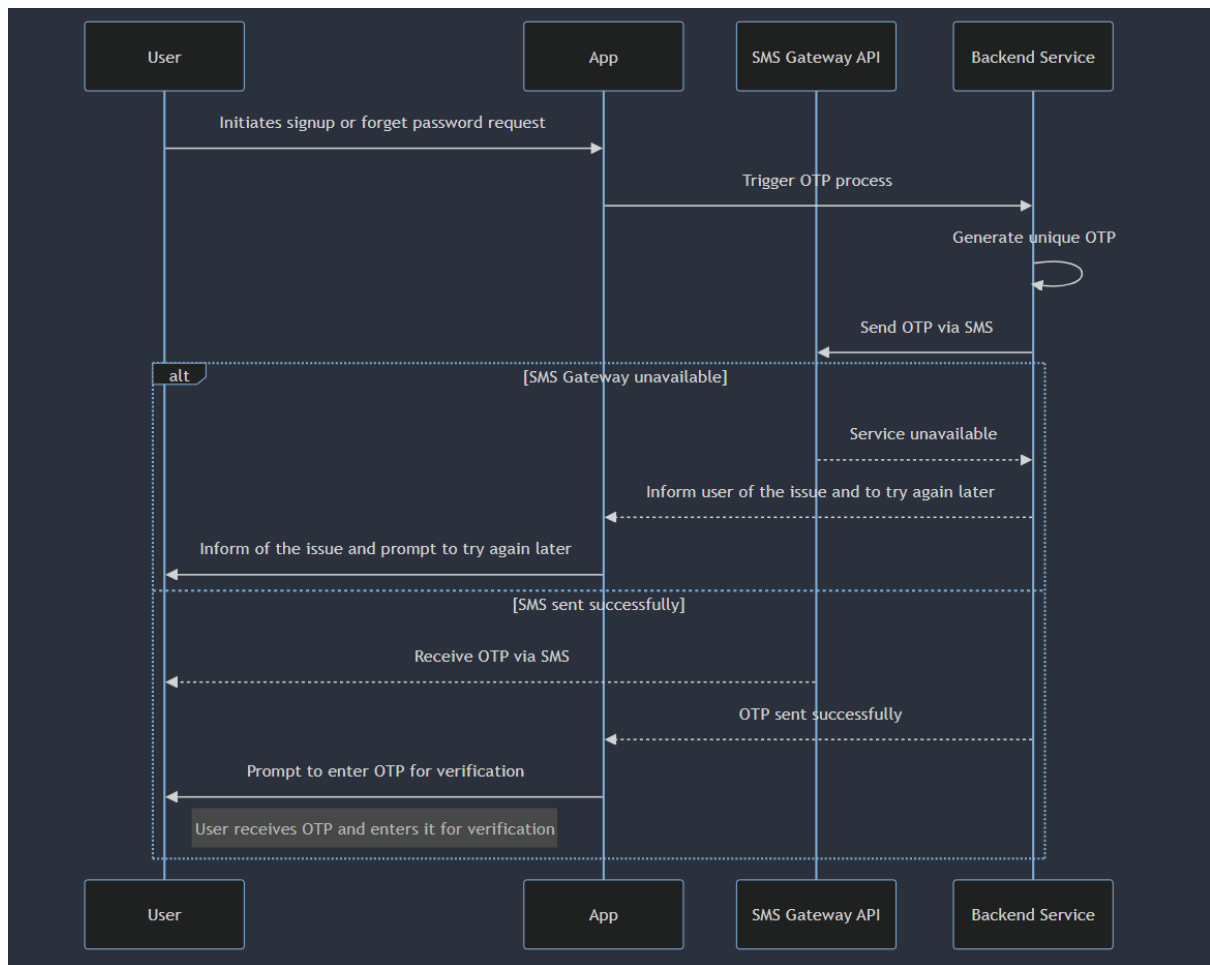 User
App
SMS Gateway API
Backend Service
Initiates signup or forget password request
Trigger OTP process
Generate unique OTP
Send OTP via SMS
alt
[SMS Gateway unavailable]
Service unavailable
Inform user of the issue and to try again later
Inform of the issue and prompt to try again later
[SMS sent successfully]
Receive OTP via SMS
OTP sent successfully
Prompt to enter OTP for verification
User receives OTP and enters it for verification
User
App
SMS Gateway API
Backend Service